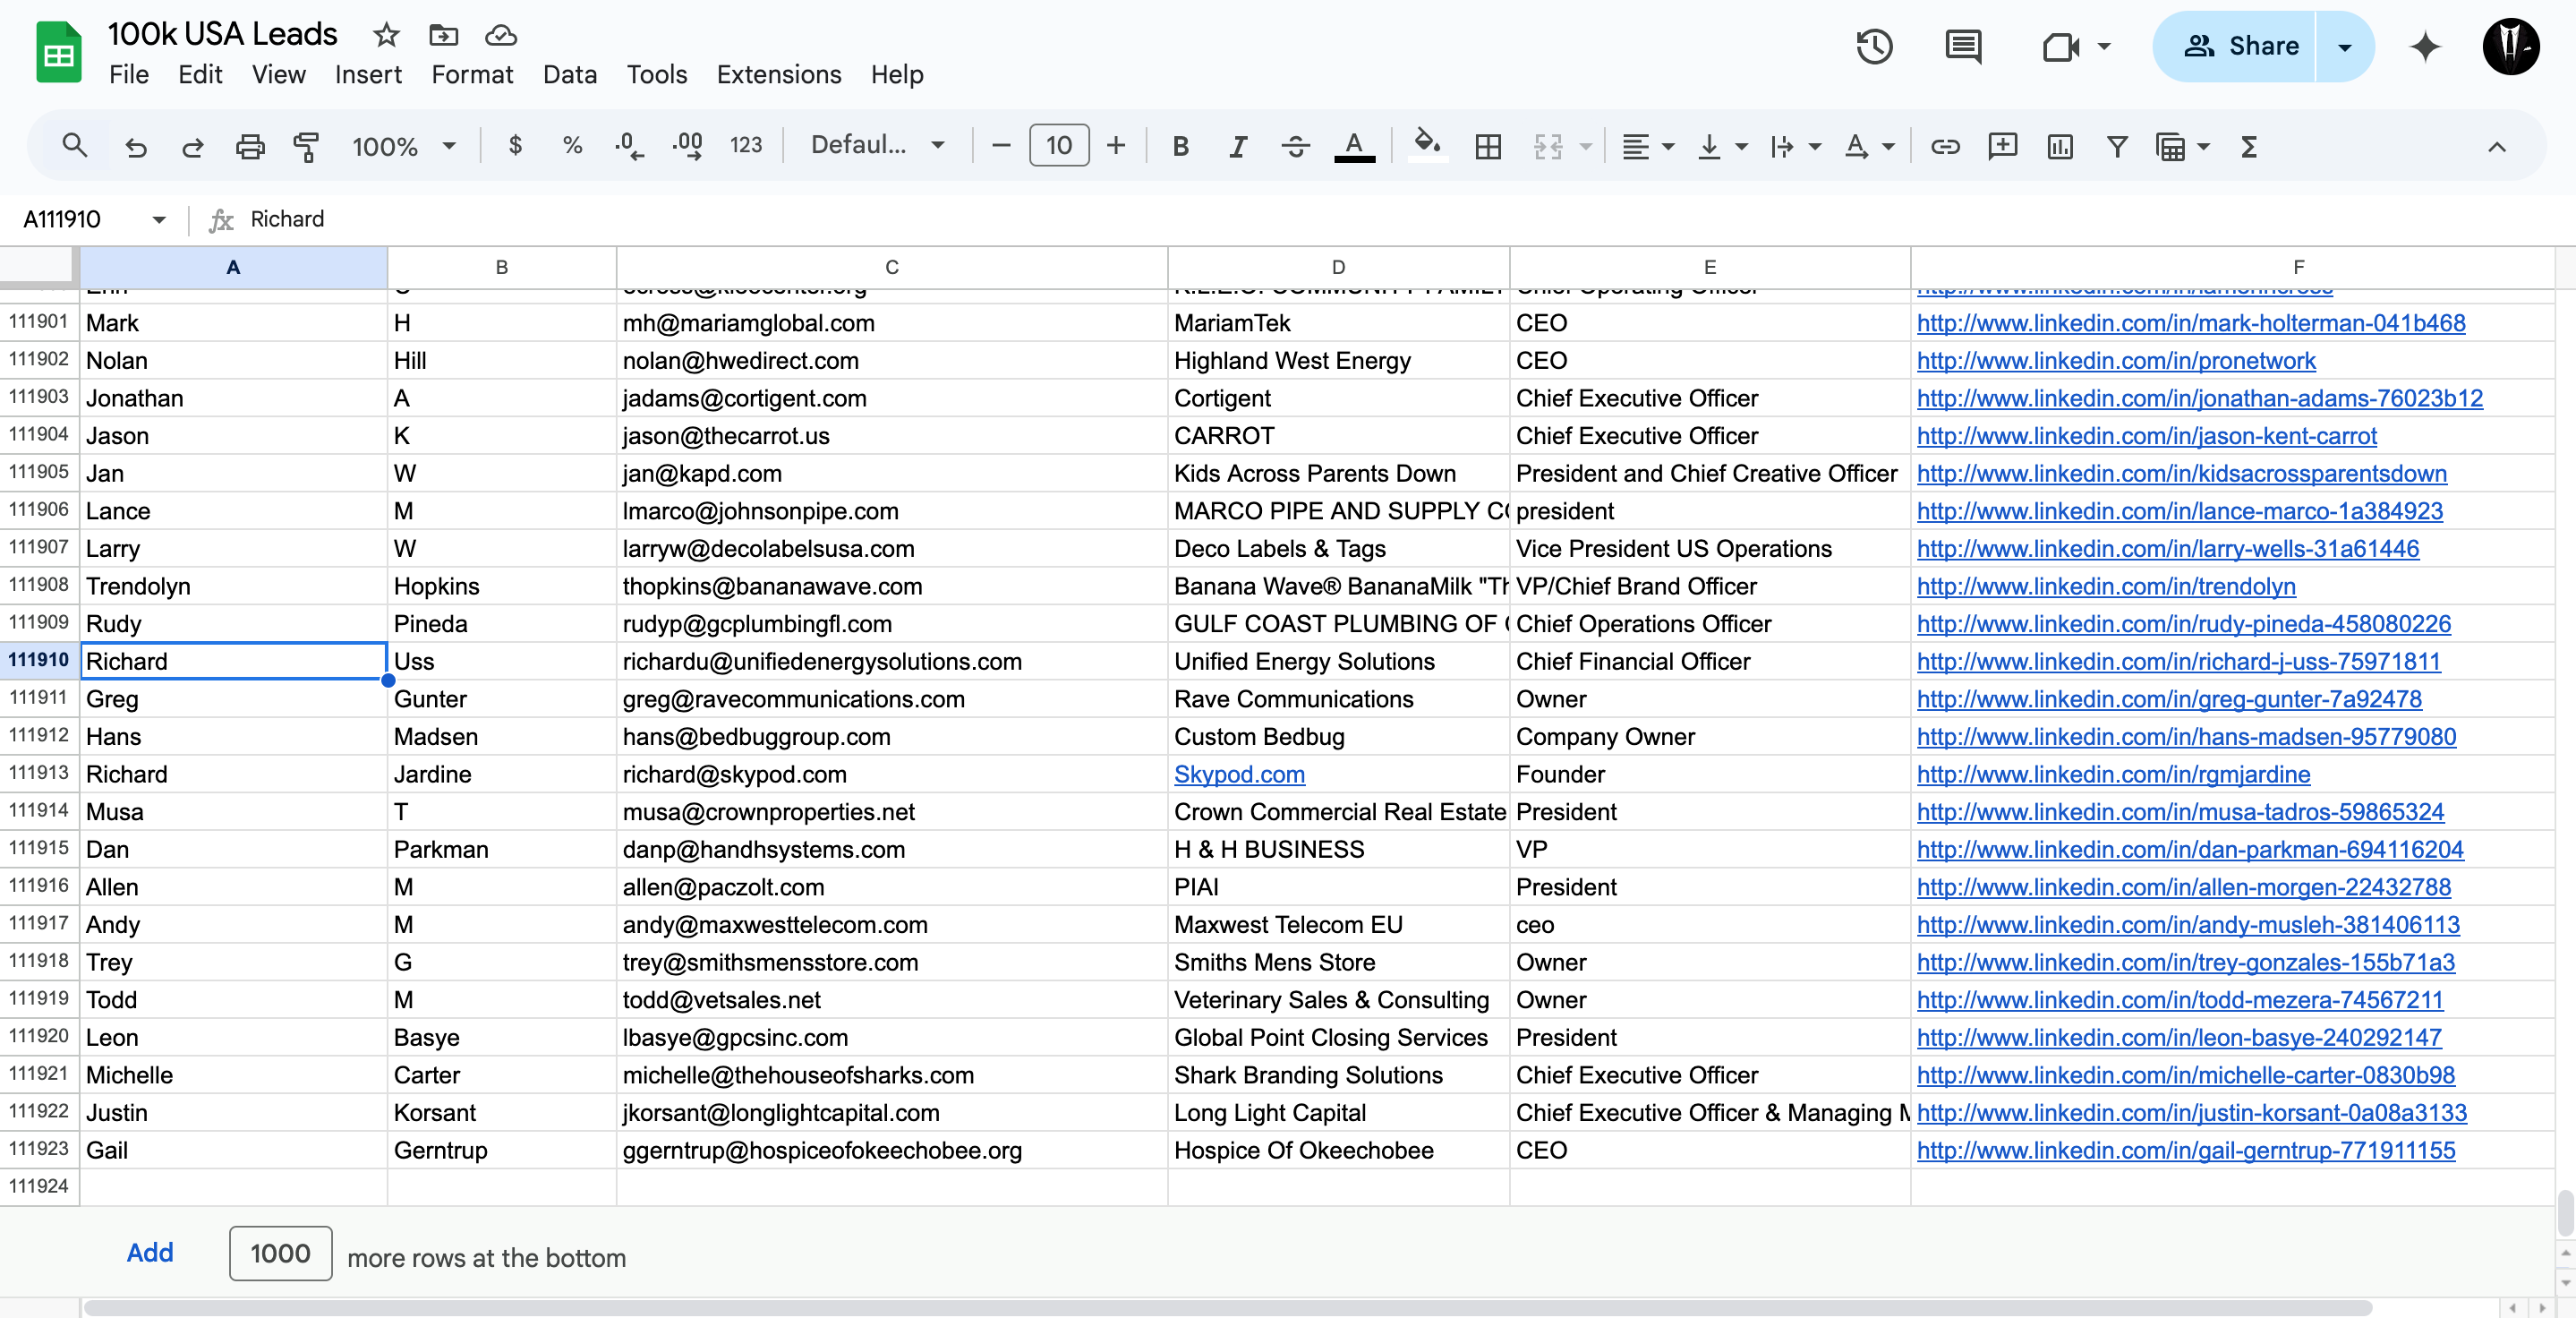 100k USA Leads
File Edit View Insert Format Data Tools Extensions Help
Share
100% $ % .0 .00 123 Defaul... 10 B I A
A111910 fx Richard
A B C D E F
111901 Mark H mh@mariamglobal.com MariamTek CEO http://www.linkedin.com/in/mark-holterman-041b468
111902 Nolan Hill nolan@hwedirect.com Highland West Energy CEO http://www.linkedin.com/in/pronetwork
111903 Jonathan A jadams@cortigent.com Cortigent Chief Executive Officer http://www.linkedin.com/in/jonathan-adams-76023b12
111904 Jason K jason@thecarrot.us CARROT Chief Executive Officer http://www.linkedin.com/in/jason-kent-carrot
111905 Jan W jan@kapd.com Kids Across Parents Down President and Chief Creative Officer http://www.linkedin.com/in/kidsacrossparentsdown
111906 Lance M lmarco@johnsonpipe.com MARCO PIPE AND SUPPLY president http://www.linkedin.com/in/lance-marco-1a384923
111907 Larry W larryw@decolabelsusa.com Deco Labels & Tags Vice President US Operations http://www.linkedin.com/in/larry-wells-31a61446
111908 Trendolyn Hopkins thopkins@bananawave.com Banana Wave® BananaMilk "Th VP/Chief Brand Officer http://www.linkedin.com/in/trendolyn
111909 Rudy Pineda rudyp@gcplumbingfl.com GULF COAST PLUMBING OF Chief Operations Officer http://www.linkedin.com/in/rudy-pineda-458080226
111910 Richard Uss richardu@unifiedenergysolutions.com Unified Energy Solutions Chief Financial Officer http://www.linkedin.com/in/richard-j-uss-75971811
111911 Greg Gunter greg@ravecommunications.com Rave Communications Owner http://www.linkedin.com/in/greg-gunter-7a92478
111912 Hans Madsen hans@bedbuggroup.com Custom Bedbug Company Owner http://www.linkedin.com/in/hans-madsen-95779080
111913 Richard Jardine richard@skypod.com Skypod.com Founder http://www.linkedin.com/in/rgmjardine
111914 Musa T musa@crownproperties.net Crown Commercial Real Estate President http://www.linkedin.com/in/musa-tadros-59865324
111915 Dan Parkman danp@handhsystems.com H & H BUSINESS VP http://www.linkedin.com/in/dan-parkman-694116204
111916 Allen M allen@paczolt.com PIAI President http://www.linkedin.com/in/allen-morgen-22432788
111917 Andy M andy@maxwesttelecom.com Maxwest Telecom EU ceo http://www.linkedin.com/in/andy-musleh-381406113
111918 Trey G trey@smithsmensstore.com Smiths Mens Store Owner http://www.linkedin.com/in/trey-gonzales-155b71a3
111919 Todd M todd@vetsales.net Veterinary Sales & Consulting Owner http://www.linkedin.com/in/todd-mezera-74567211
111920 Leon Basye lbasye@gpcsinc.com Global Point Closing Services President http://www.linkedin.com/in/leon-basye-240292147
111921 Michelle Carter michelle@thehouseofsharks.com Shark Branding Solutions Chief Executive Officer http://www.linkedin.com/in/michelle-carter-0830b98
111922 Justin Korsant jkorsant@longlightcapital.com Long Light Capital Chief Executive Officer & Managing http://www.linkedin.com/in/justin-korsant-0a08a3133
111923 Gail Gerntrup ggerntrup@hospiceofokeechobee.org Hospice Of Okeechobee CEO http://www.linkedin.com/in/gail-gerntrup-771911155
111924
Add 1000 more rows at the bottom